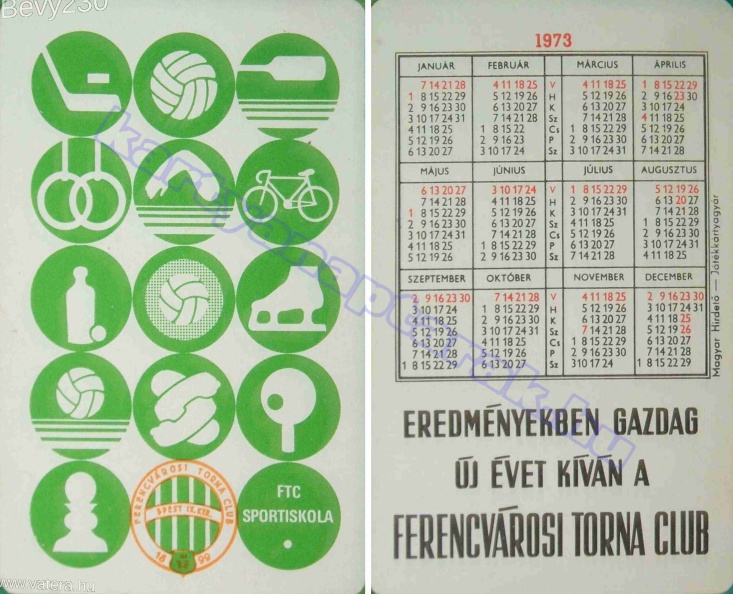 Bevy230
FERENCVÁROSI TORNA CLUB
BPEST IX.KER.
18 99
FTC
SPORTISKOLA
www.vatera.hu
kartyanaptarak.hu
1973
JANUÁR FEBRUÁR MÁRCIUS ÁPRILIS
7 14 21 28 4 11 18 25 V 4 11 18 25 1 8 15 22 29
1 8 15 22 29 5 12 19 26 H 5 12 19 26 2 9 16 23 30
2 9 16 23 30 6 13 20 27 K 6 13 20 27 3 10 17 24
3 10 17 24 31 7 14 21 28 Sz 7 14 21 28 4 11 18 25
4 11 18 25 1 8 15 22 Cs 1 8 15 22 29 5 12 19 26
5 12 19 26 2 9 16 23 P 2 9 16 23 30 6 13 20 27
6 13 20 27 3 10 17 24 Sz 3 10 17 24 31 7 14 21 28
MÁJUS JÚNIUS JÚLIUS AUGUSZTUS
6 13 20 27 3 10 17 24 V 1 8 15 22 29 5 12 19 26
7 14 21 28 4 11 18 25 H 2 9 16 23 30 6 13 20 27
1 8 15 22 29 5 12 19 26 K 3 10 17 24 31 7 14 21 28
2 9 16 23 30 6 13 20 27 Sz 4 11 18 25 1 8 15 22 29
3 10 17 24 31 7 14 21 28 Cs 5 12 19 26 2 9 16 23 30
4 11 18 25 1 8 15 22 29 P 6 13 20 27 3 10 17 24 31
5 12 19 26 2 9 16 23 30 Sz 7 14 21 28 4 11 18 25
SZEPTEMBER OKTÓBER NOVEMBER DECEMBER
2 9 16 23 30 7 14 21 28 V 4 11 18 25 2 9 16 23 30
3 10 17 24 1 8 15 22 29 H 5 12 19 26 3 10 17 24 31
4 11 18 25 2 9 16 23 30 K 6 13 20 27 4 11 18 25
5 12 19 26 3 10 17 24 31 Sz 7 14 21 28 5 12 19 26
6 13 20 27 4 11 18 25 Cs 1 8 15 22 29 6 13 20 27
7 14 21 28 5 12 19 26 P 2 9 16 23 30 7 14 21 28
1 8 15 22 29 6 13 20 27 Sz 3 10 17 24 1 8 15 22 29
Magyar Hirdető — Játékkártyagyár
EREDMÉNYEKBEN GAZDAG
ÚJ ÉVET KÍVÁN A
FERENCVÁROSI TORNA CLUB